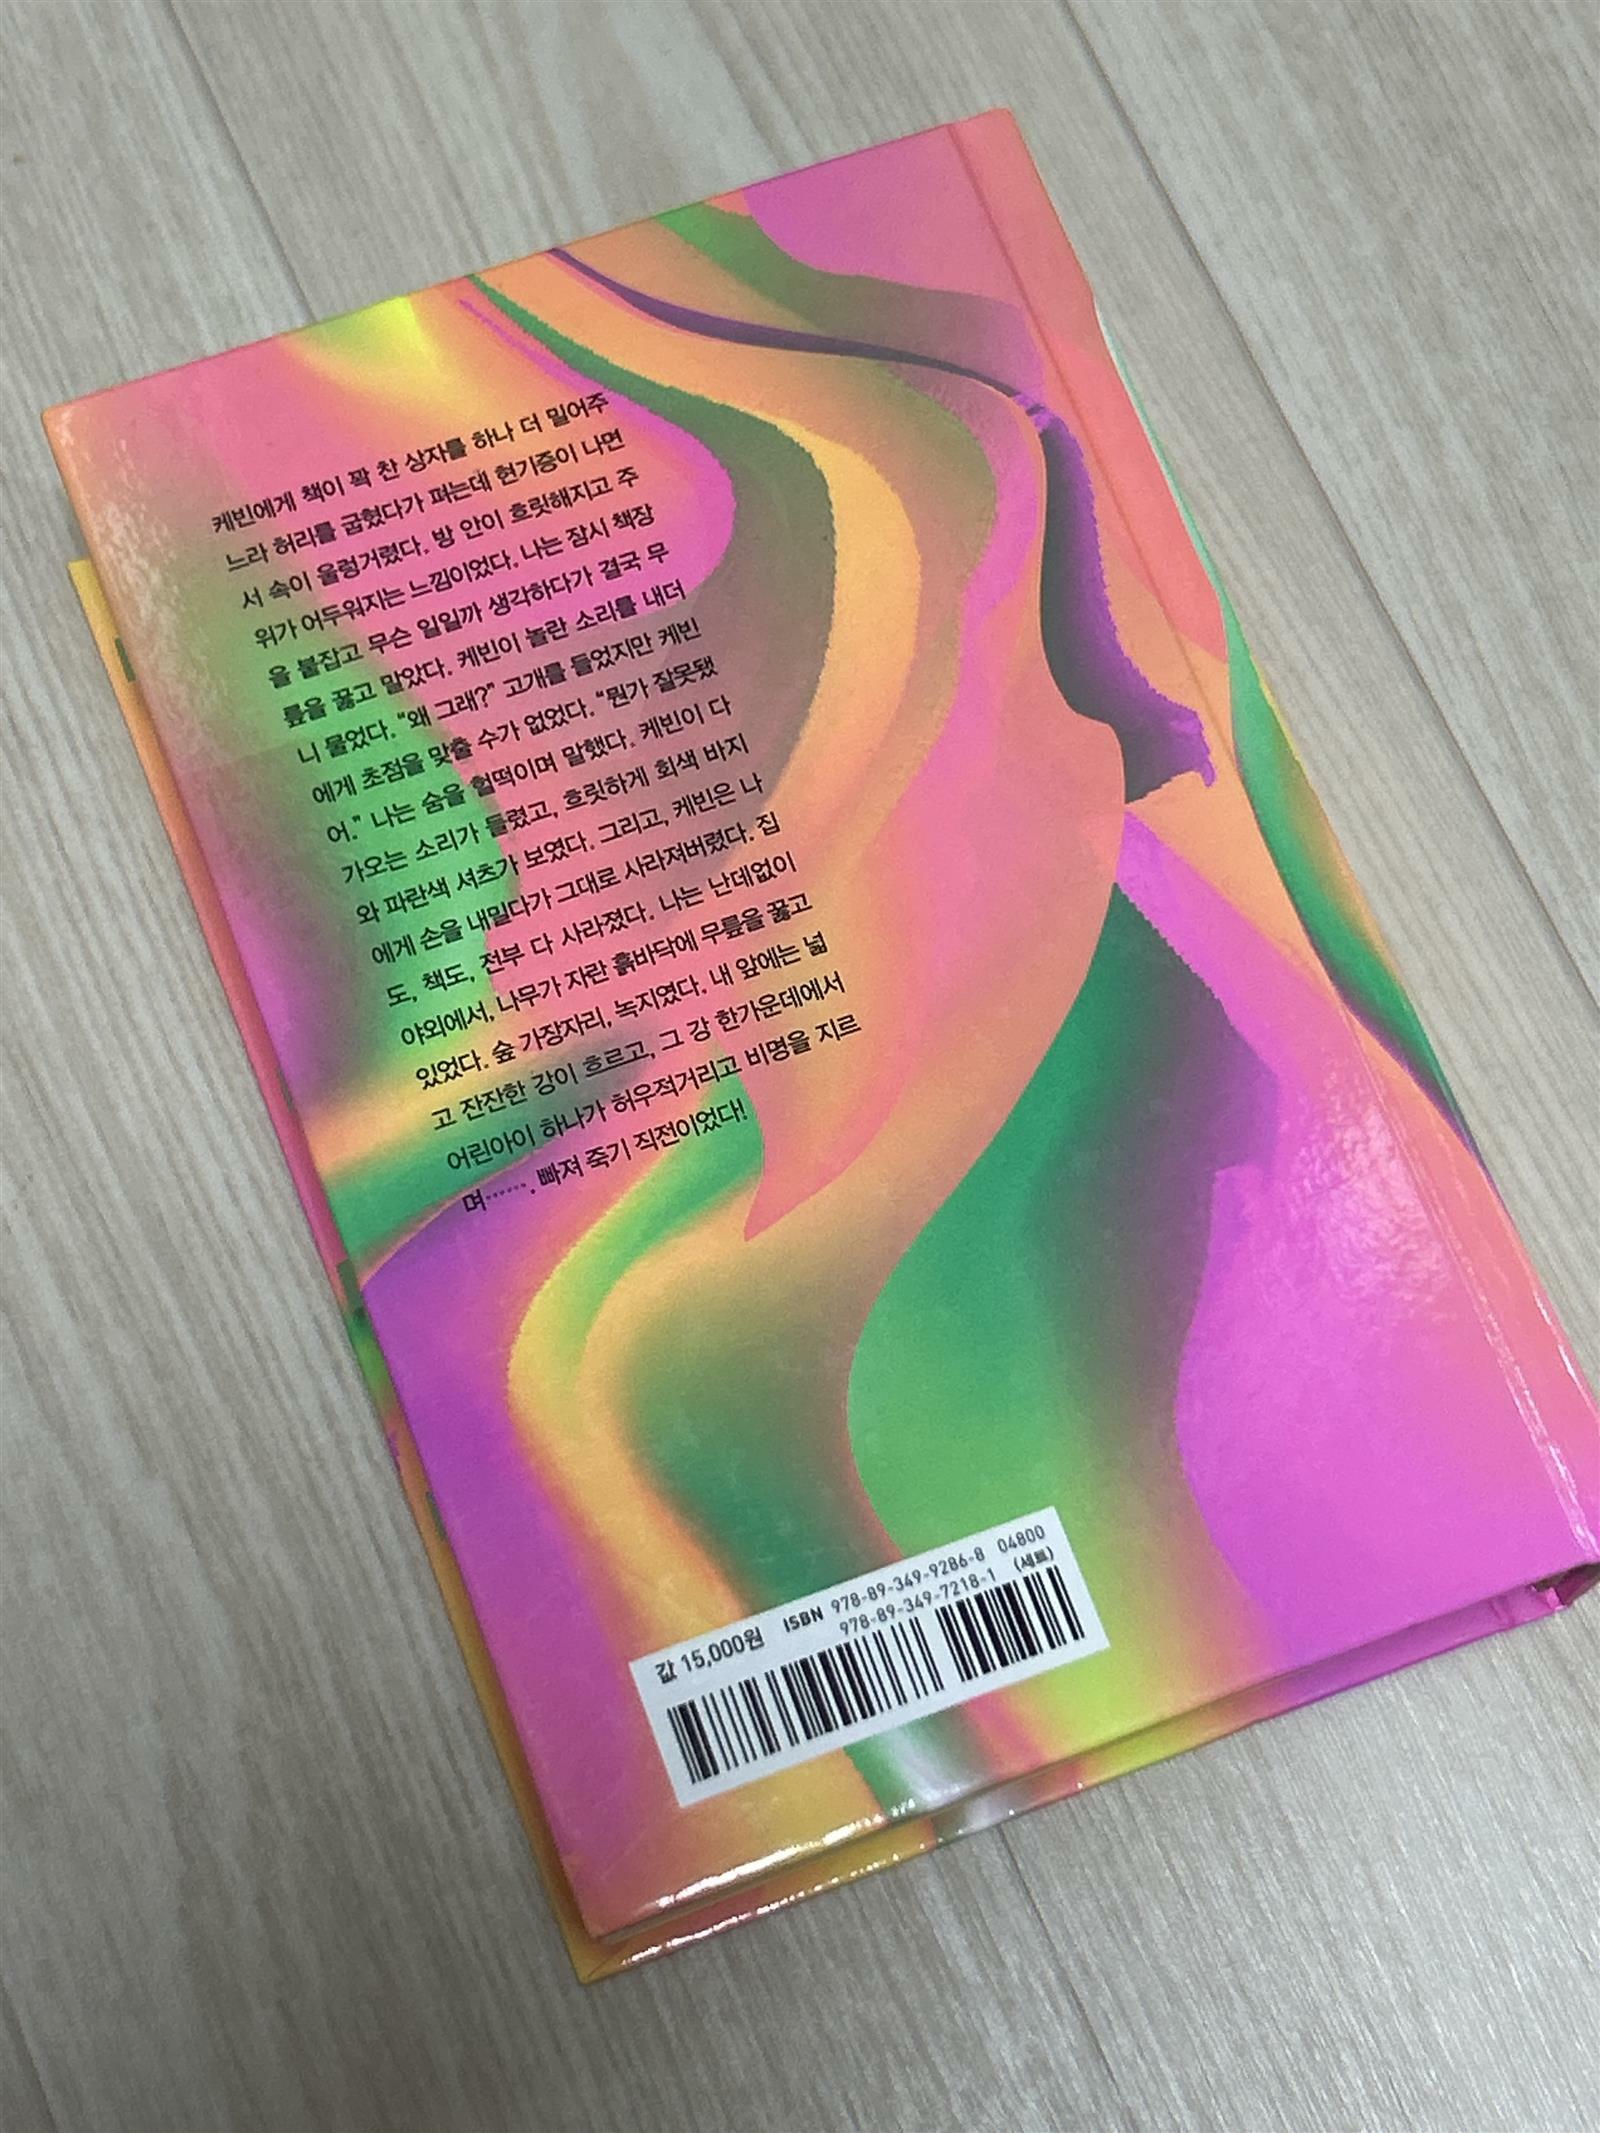 케빈에게 책이 꽉 찬 상자를 하나 더 밀어주
느라 허리를 굽혔다가 펴는데 현기증이 나면
서 속이 울렁거렸다. 방 안이 흐릿해지고 주
위가 어두워지는 느낌이었다. 나는 잠시 책장
을 붙잡고 무슨 일일까 생각하다가 결국 무
릎을 꿇고 말았다. 케빈이 놀란 소리를 내더
니 물었다. “왜 그래?” 고개를 들었지만 케빈
에게 초점을 맞출 수가 없었다. “뭔가 잘못됐
어.” 나는 숨을 헐떡이며 말했다. 케빈이 다
가오는 소리가 들렸고, 흐릿하게 회색 바지
와 파란색 셔츠가 보였다. 그리고, 케빈은 나
에게 손을 내밀다가 그대로 사라져버렸다. 집
도, 책도, 전부 다 사라졌다. 나는 난데없이
야외에서, 나무가 자란 흙바닥에 무릎을 꿇고
있었다. 숲 가장자리, 녹지였다. 내 앞에는 넓
고 잔잔한 강이 흐르고, 그 강 한가운데에서
어린아이 하나가 허우적거리고 비명을 지르
며……. 빠져 죽기 직전이었다!
값 15,000원
ISBN 978-89-349-9286-8 04800
978-89-349-7218-1 (세트)